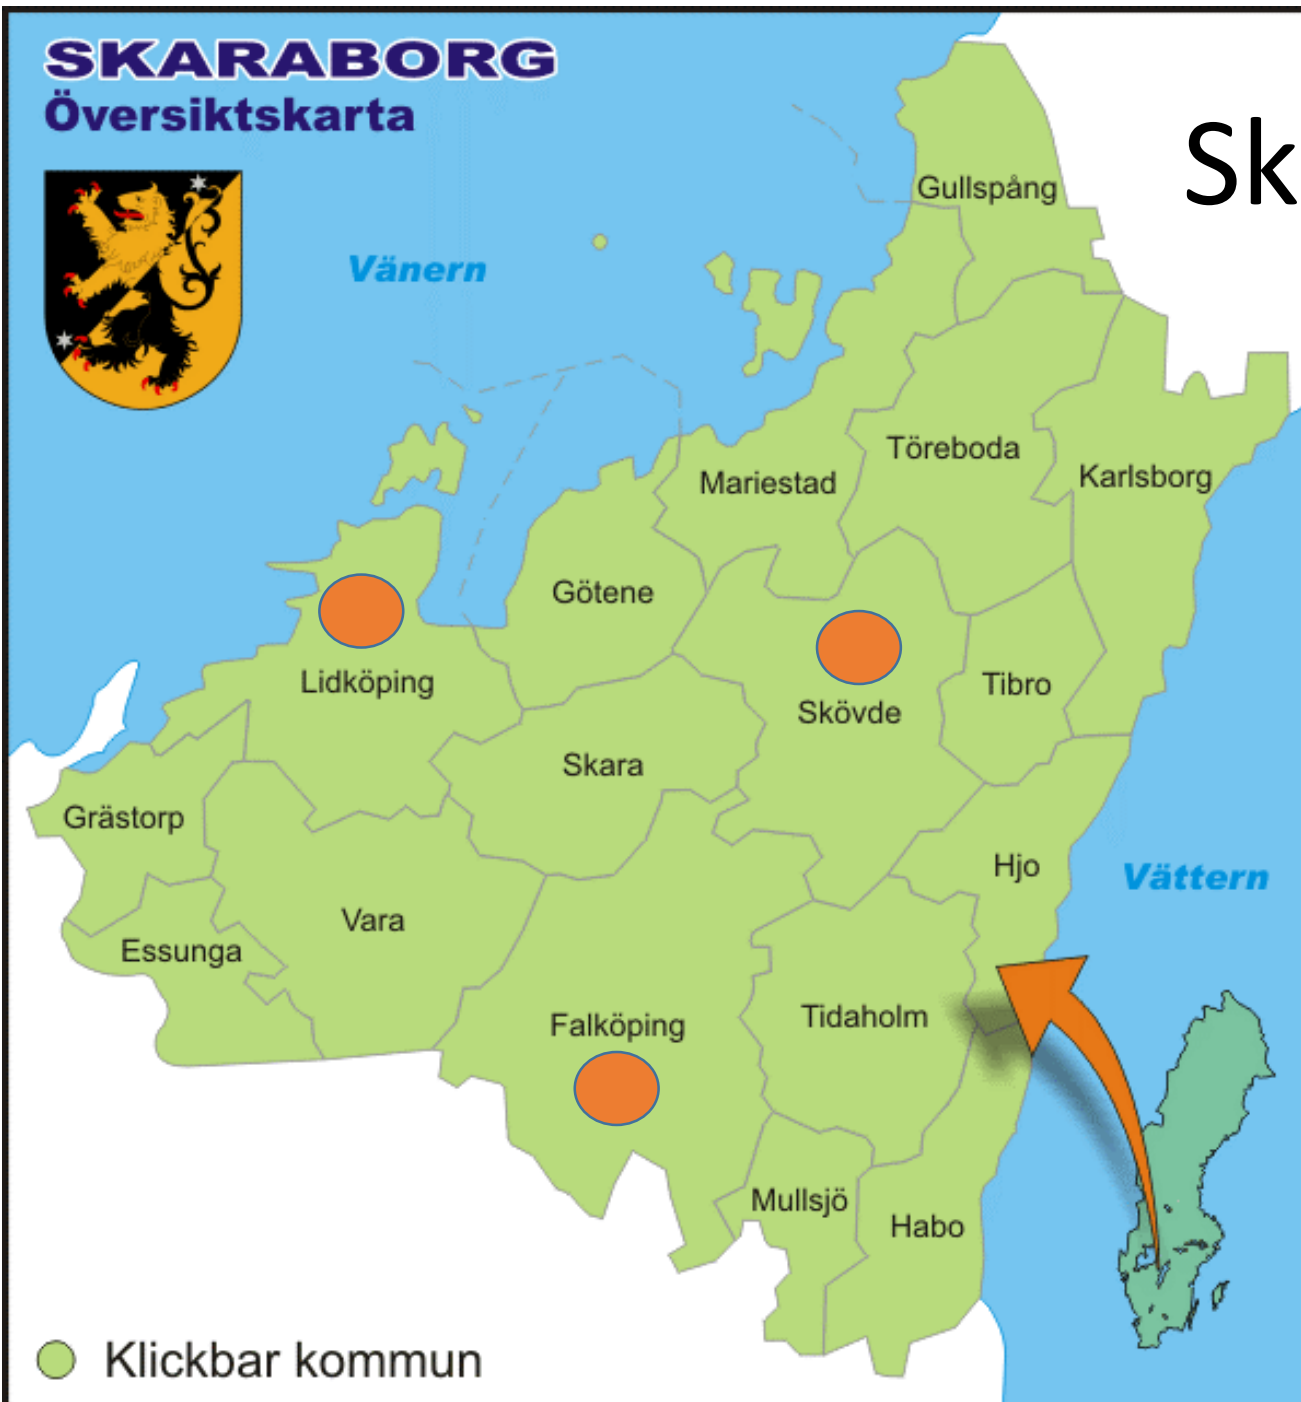 SKARABORG
Översiktskarta
Sk
Gullspång
Vänern
Töreboda
Mariestad
Karlsborg
Götene
Lidköping
Tibro
Skövde
Skara
Grästorp
Hjo
Vättern
Vara
Essunga
Tidaholm
Falköping
Mullsjö
Habo
Klickbar kommun